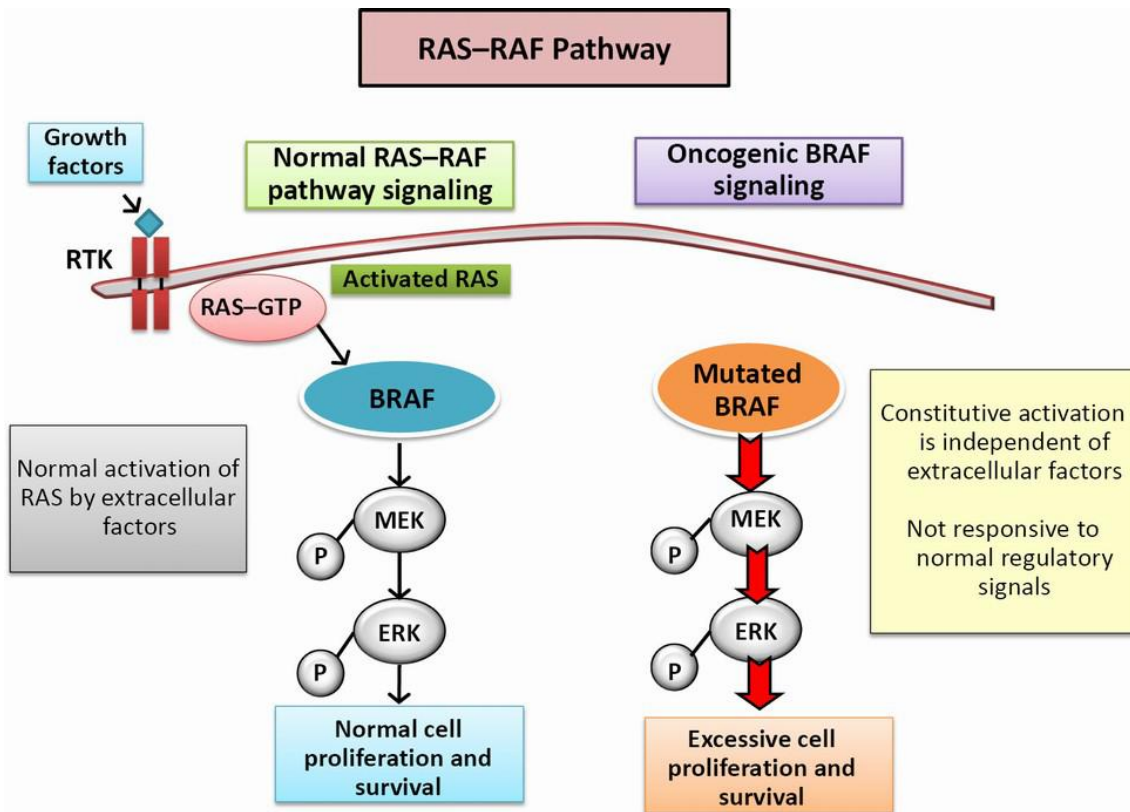 RAS–RAF Pathway
Growth
factors
Normal RAS–RAF
pathway signaling
Oncogenic BRAF
signaling
RTK
Activated RAS
RAS–GTP
BRAF
Mutated
BRAF
Normal activation of
RAS by extracellular
factors
Constitutive activation
is independent of
extracellular factors
Not responsive to
normal regulatory
signals
MEK
P
MEK
P
ERK
P
ERK
P
Normal cell
proliferation and
survival
Excessive cell
proliferation and
survival